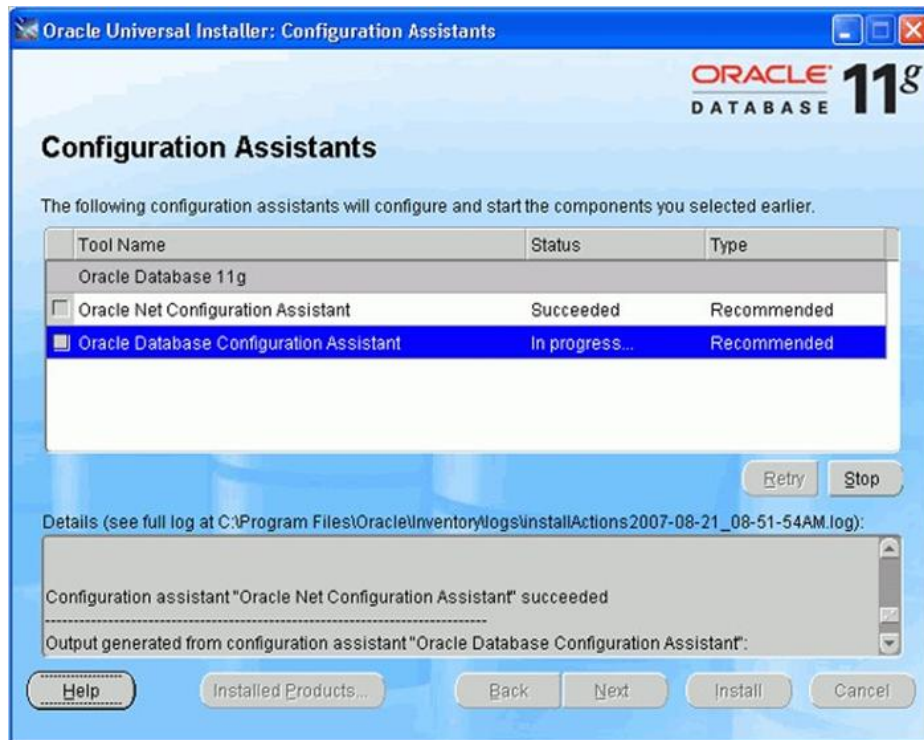 Oracle Universal Installer: Configuration Assistants
ORACLE
DATABASE 11g
Configuration Assistants
The following configuration assistants will configure and start the components you selected earlier.
Tool Name Status Type
Oracle Database 11g
Oracle Net Configuration Assistant Succeeded Recommended
Oracle Database Configuration Assistant In progress... Recommended
Retry Stop
Details (see full log at C:\Program Files\Oracle\Inventory\logs\installActions2007-08-21_08-51-54AM.log):
Configuration assistant "Oracle Net Configuration Assistant" succeeded
-----------------------------------------------------------------------------
Output generated from configuration assistant "Oracle Database Configuration Assistant":
Help Installed Products... Back Next Install Cancel